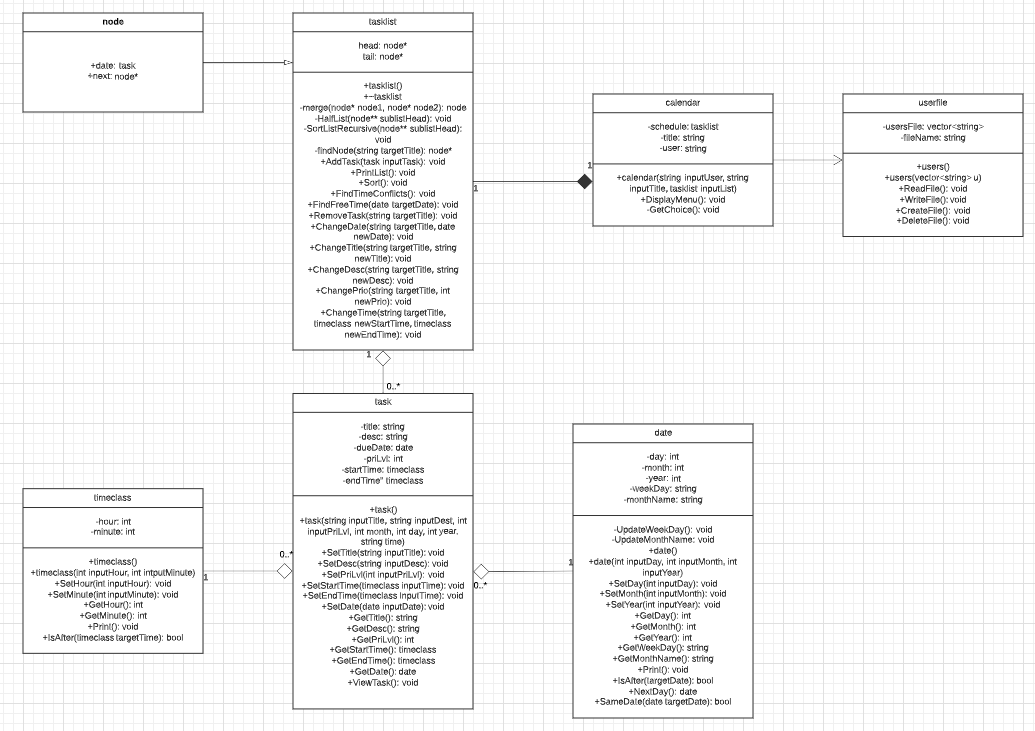 node
+date: task
+next: node*
tasklist
head: node*
tail: node*
+tasklist()
+~tasklist
-merge(node* node1, node* node2): node
-HalfList(node** sublistHead): void
-SortListRecursive(node** sublistHead):
void
-findNode(string targetTitle): node*
+AddTask(task inputTask): void
+PrintList(): void
+Sort(): void
+FindTimeConflicts(): void
+FindFreeTime(date targetDate): void
+RemoveTask(string targetTitle): void
+ChangeDate(string targetTitle, date
newDate): void
+ChangeTitle(string targetTitle, string
newTitle): void
+ChangeDesc(string targetTitle, string
newDesc): void
+ChangePrio(string targetTitle, int
newPrio): void
+ChangeTime(string targetTitle,
timeclass newStartTime, timeclass
newEndTime): void
1
1
calendar
-schedule: tasklist
-title: string
-user: string
+calendar(string inputUser, string
inputTitle, tasklist inputList)
+DisplayMenu(): void
-GetChoice(): void
userfile
-usersFile: vector<string>
-fileName: string
+users()
+users(vector<string> u)
+ReadFile(): void
+WriteFile(): void
+CreateFile(): void
+DeleteFile(): void
1
0..*
task
-title: string
-desc: string
-dueDate: date
-priLvl: int
-startTime: timeclass
-endTime" timeclass
+task()
+task(string inputTitle, string inputDest, int
inputPriLvl, int month, int day, int year,
string time)
+SetTitle(string inputTitle): void
+SetDesc(string inputDesc): void
+SetPriLvl(int inputPriLvl): void
+SetStartTime(timeclass inputTime): void
+SetEndTime(timeclass inputTime): void
+SetDate(date inputDate): void
+GetTitle(): string
+GetDesc(): string
+GetPriLvl(): int
+GetStartTime(): timeclass
+GetEndTime(): timeclass
+GetDate(): date
+ViewTask(): void
timeclass
-hour: int
-minute: int
+timeclass()
+timeclass(int inputHour, int intputMinute)
+SetHour(int inputHour): void
+SetMinute(int inputMinute): void
+GetHour(): int
+GetMinute(): int
+Print(): void
+IsAfter(timeclass targetTime): bool
1
0..*
0..*
1
date
-day: int
-month: int
-year: int
-weekDay: string
-monthName: string
-UpdateWeekDay(): void
-UpdateMonthName: void
+date()
+date(int inputDay, int inputMonth, int
inputYear)
+SetDay(int inputDay): void
+SetMonth(int inputMonth): void
+SetYear(int inputYear): void
+GetDay(): int
+GetMonth(): int
+GetYear(): int
+GetWeekDay(): string
+GetMonthName(): string
+Print(): void
+IsAfter(targetDate): bool
+NextDay(): date
+SameDate(date targetDate): bool